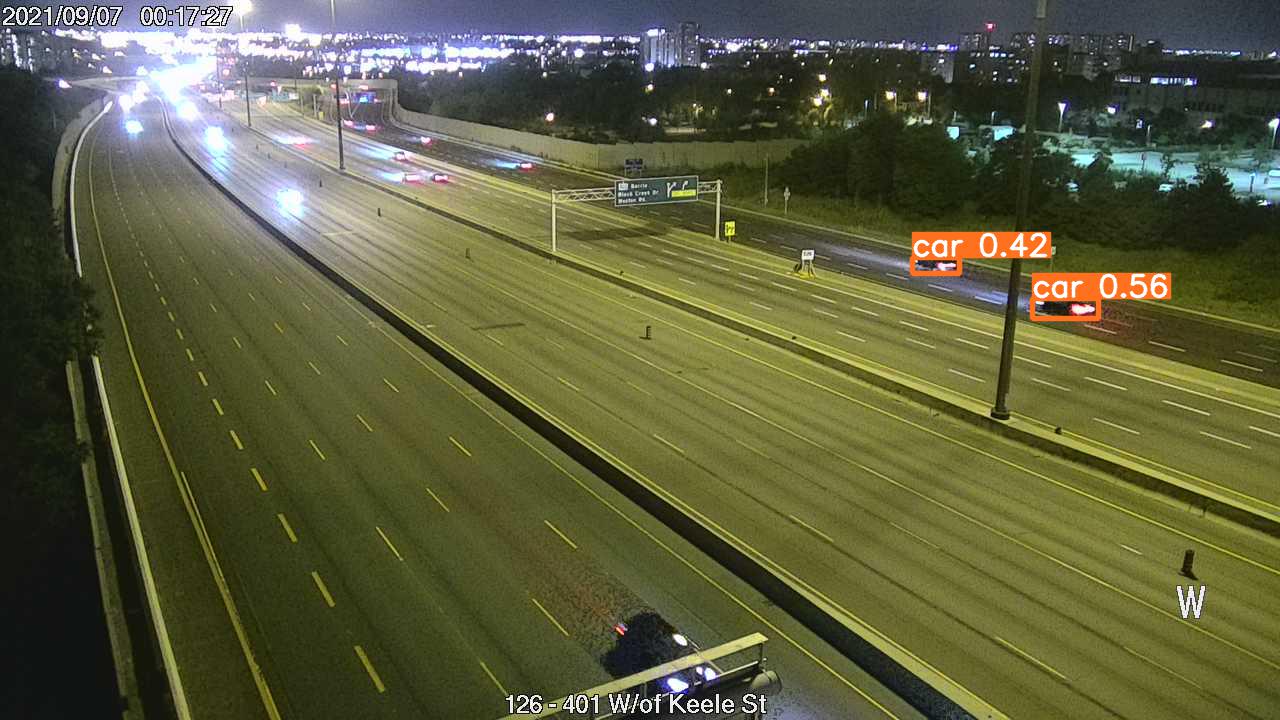 2021/09/07 00:17:27
Barrie
Black Creek Dr
Weston Rd
car 0.42
car 0.56
W
126 - 401 W/of Keele St